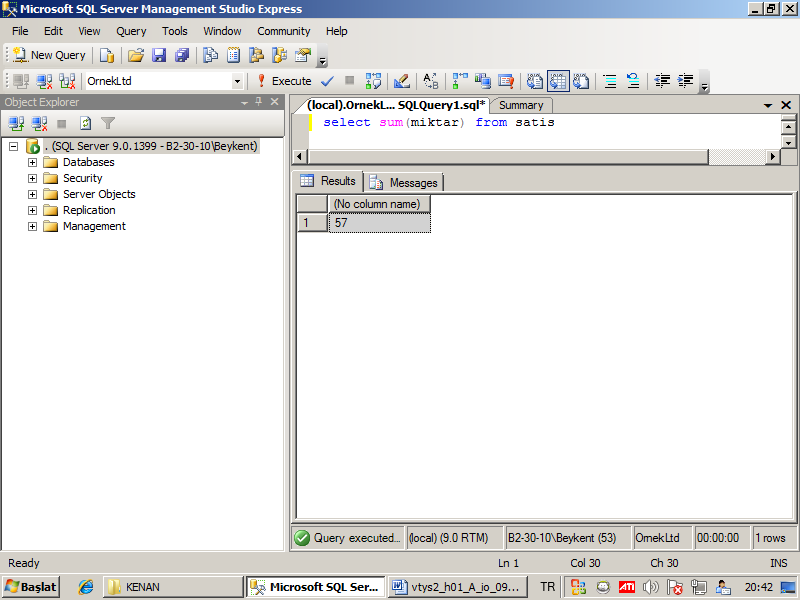 Microsoft SQL Server Management Studio Express
File Edit View Query Tools Window Community Help
New Query
OrnekLtd Execute
Object Explorer
. (SQL Server 9.0.1399 - B2-30-10\Beykent)
Databases
Security
Server Objects
Replication
Management
(local).OrnekL... SQLQuery1.sql* Summary
select sum(miktar) from satis
Results Messages
(No column name)
1 57
Query executed... (local) (9.0 RTM) B2-30-10\Beykent (53) OrnekLtd 00:00:00 1 rows
Ready Ln 1 Col 30 Ch 30 INS
Başlat KENAN Microsoft SQL Ser... vtys2_h01_A_io_09... TR ATI 20:42